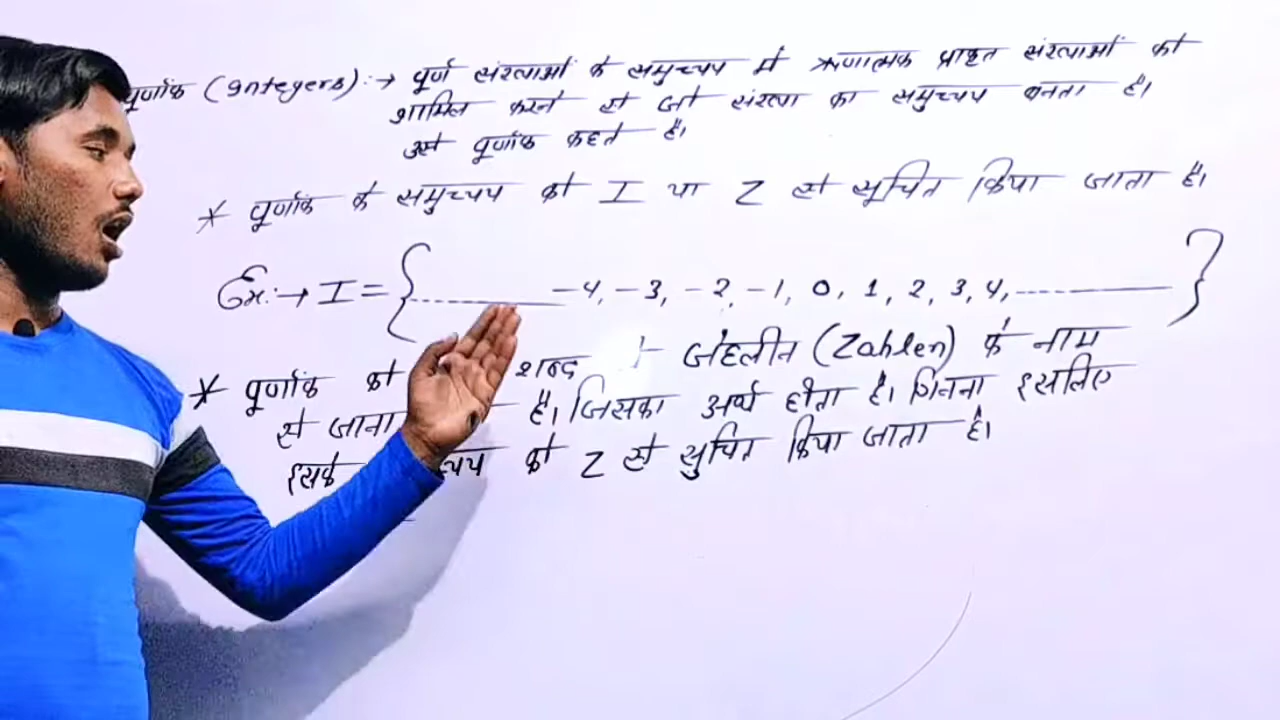 पूर्णांक (Integers):→ पूर्ण संख्याओं के समुच्चय में ऋणात्मक प्राकृत संख्याओं को
शामिल करने से जो संख्या का समुच्चय बनता है।
उसे पूर्णांक कहते है।
* पूर्णांक के समुच्चय को I या Z से सूचित किया जाता है।
Ex:→ I = {.......... -4, -3, -2, -1, 0, 1, 2, 3, 4, ..........}
* पूर्णांक को शब्द जेहलीन (Zahlen) के नाम
से जाना है। जिसका अर्थ होता है। गिनना इसलिए
इसके को Z से सुचित किया जाता है।